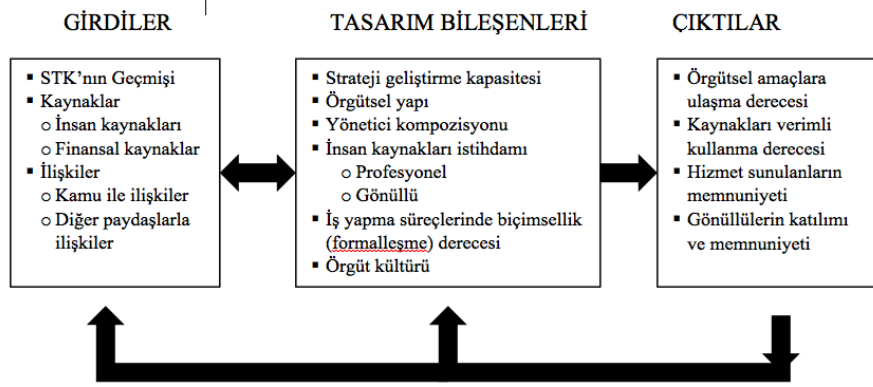 GİRDİLER
TASARIM BİLEŞENLERİ
ÇIKTILAR
▪ STK’nın Geçmişi
▪ Kaynaklar
o İnsan kaynakları
o Finansal kaynaklar
▪ İlişkiler
o Kamu ile ilişkiler
o Diğer paydaşlarla
ilişkiler
▪ Strateji geliştirme kapasitesi
▪ Örgütsel yapı
▪ Yönetici kompozisyonu
▪ İnsan kaynakları istihdamı
o Profesyonel
o Gönüllü
▪ İş yapma süreçlerinde biçimsellik
(formalleşme) derecesi
▪ Örgüt kültürü
▪ Örgütsel amaçlara
ulaşma derecesi
▪ Kaynakları verimli
kullanma derecesi
▪ Hizmet sunulanların
memnuniyeti
▪ Gönüllülerin katılımı
ve memnuniyeti